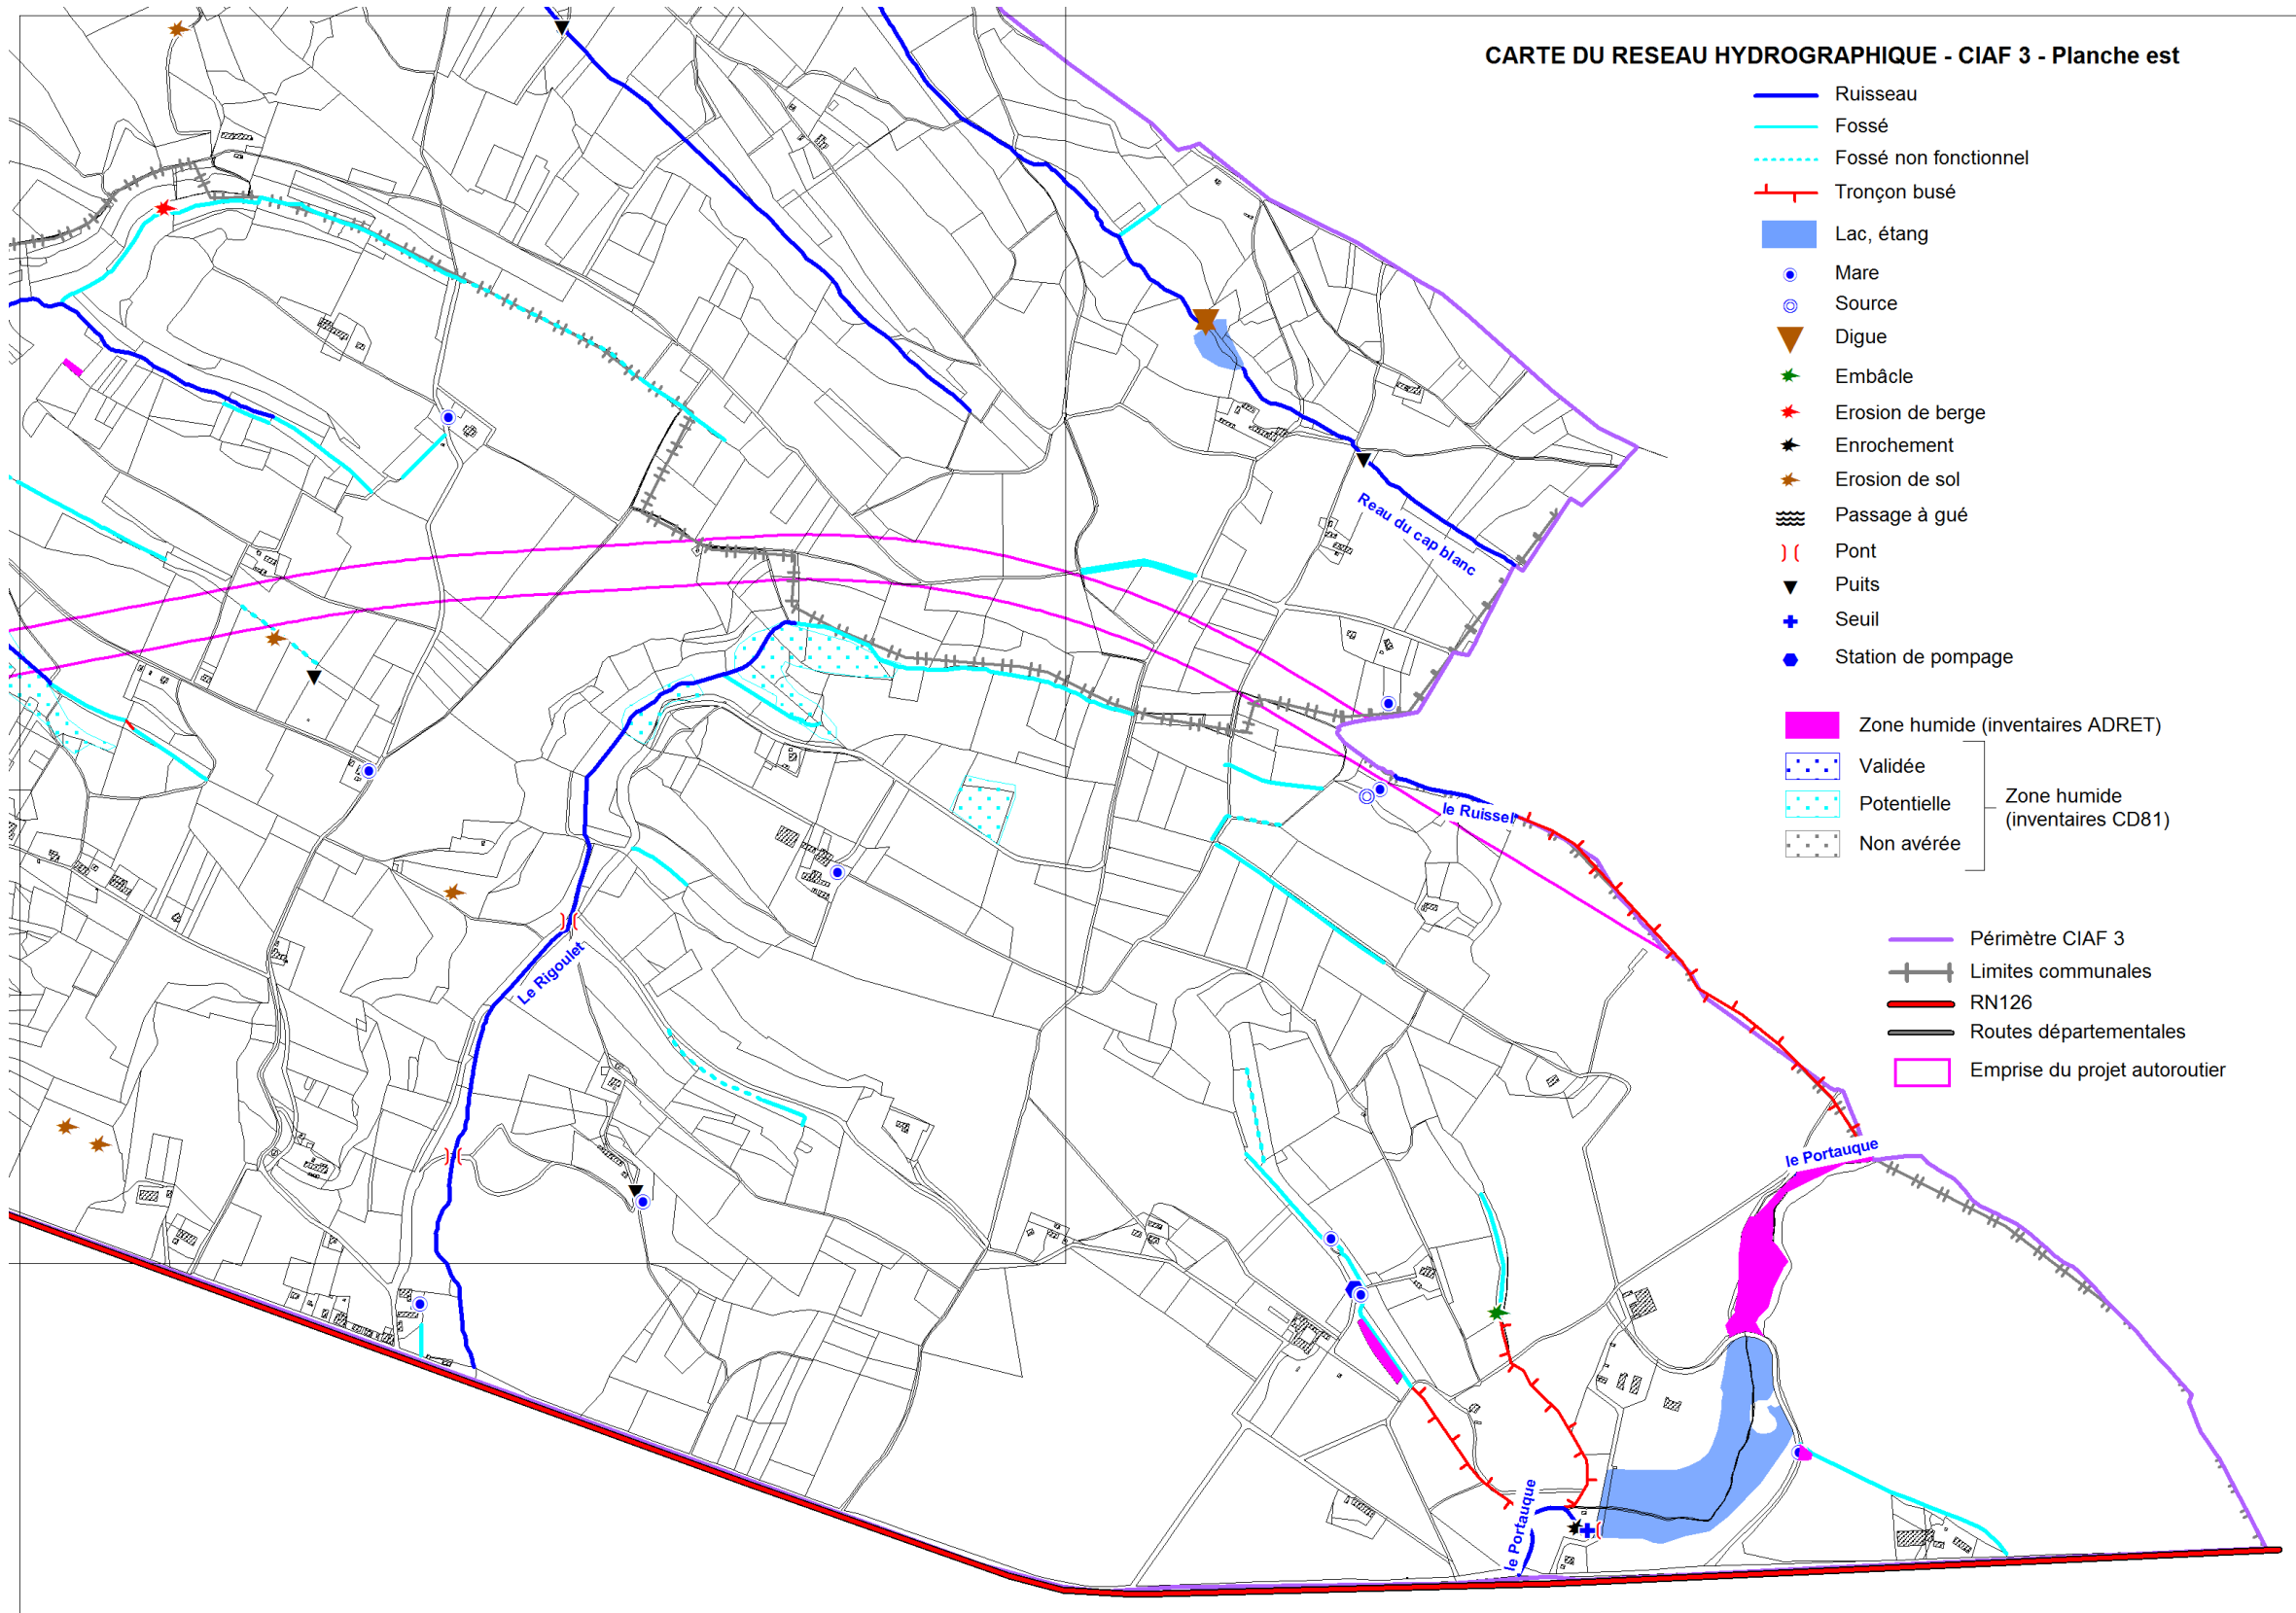 CARTE DU RESEAU HYDROGRAPHIQUE - CIAF 3 - Planche est
Ruisseau
Fossé
Fossé non fonctionnel
Tronçon busé
Lac, étang
Mare
Source
Digue
Embâcle
Erosion de berge
Enrochement
Erosion de sol
Passage à gué
Pont
Puits
Seuil
Station de pompage
Zone humide (inventaires ADRET)
Validée
Potentielle
Non avérée
Zone humide
(inventaires CD81)
Périmètre CIAF 3
Limites communales
RN126
Routes départementales
Emprise du projet autoroutier
Reau du cap blanc
le Ruissel
Le Rigoulet
le Portauque
le Portauque